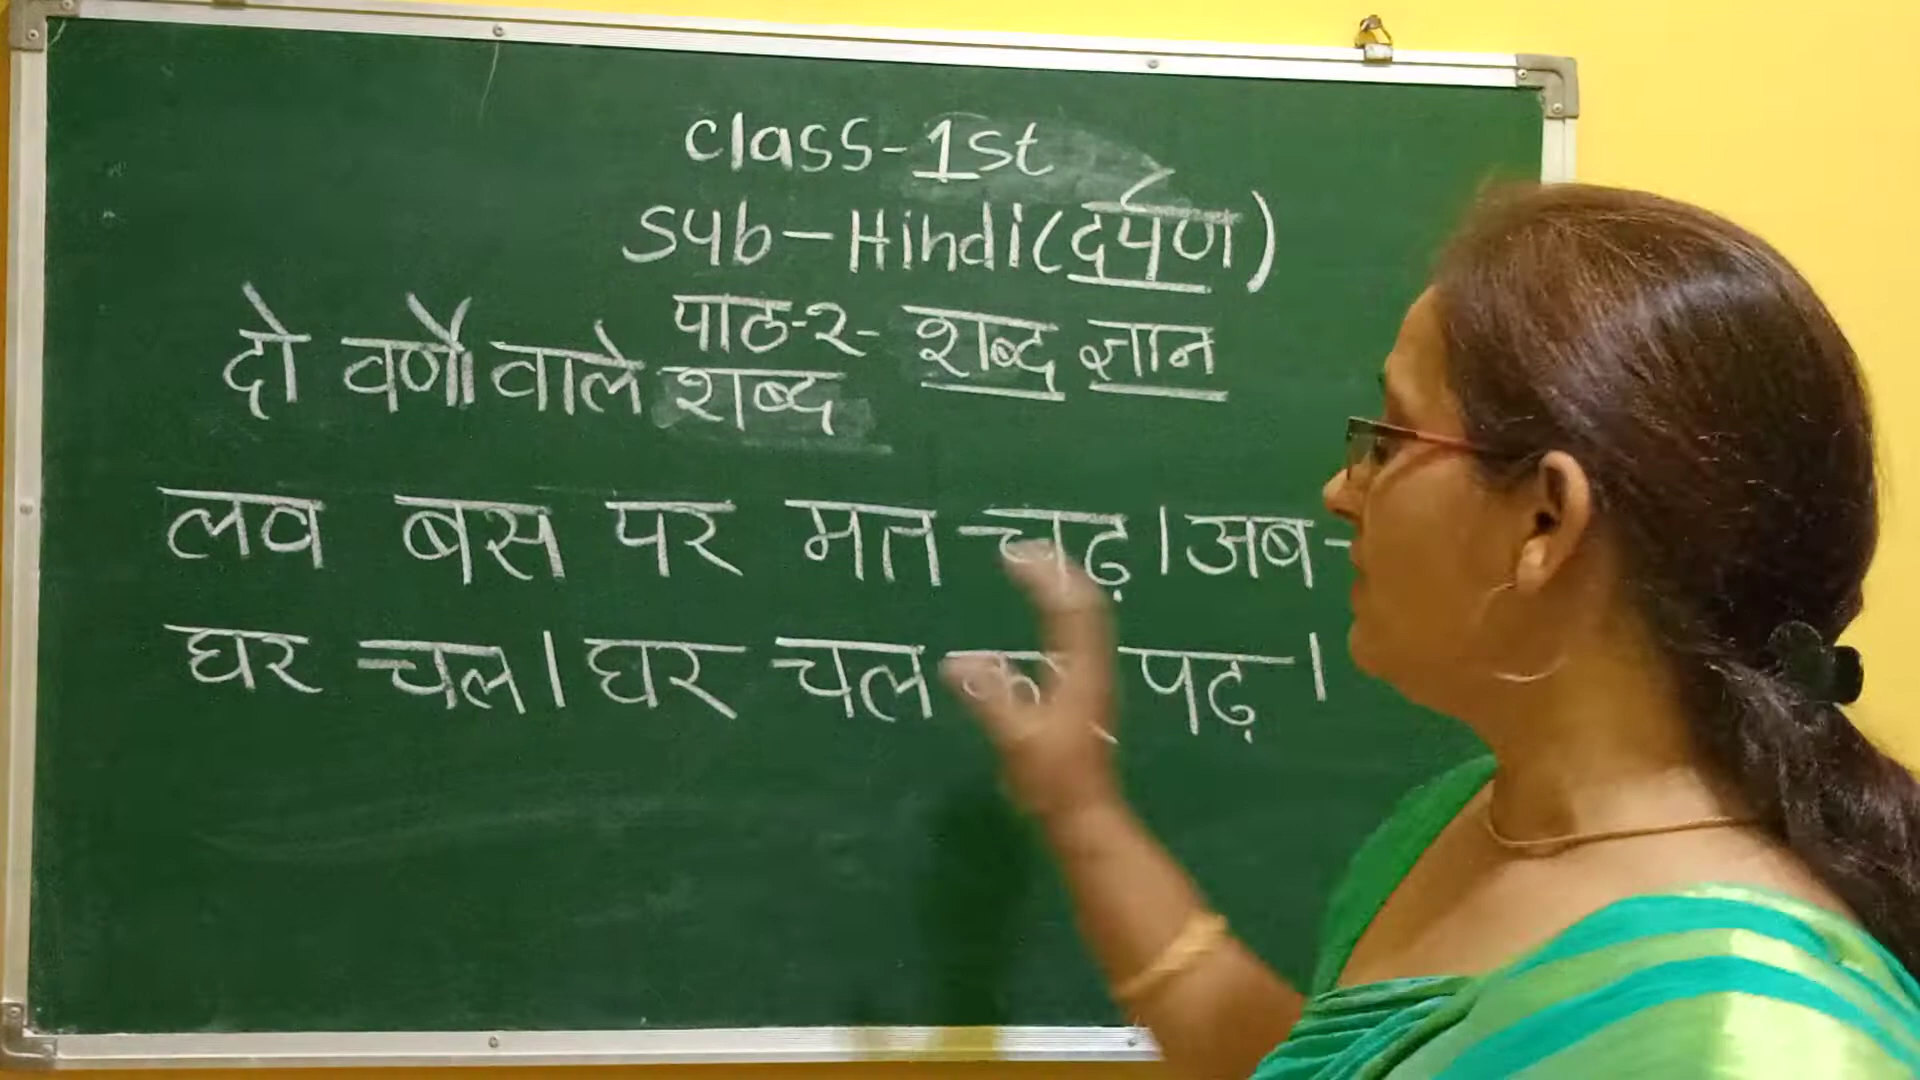 class-1st
Sub-Hindi(दर्पण)
पाठ-२- शब्द ज्ञान
दो वर्णों वाले शब्द
लव बस पर मत चढ़।अब-
घर चल।घर चल कर पढ़।